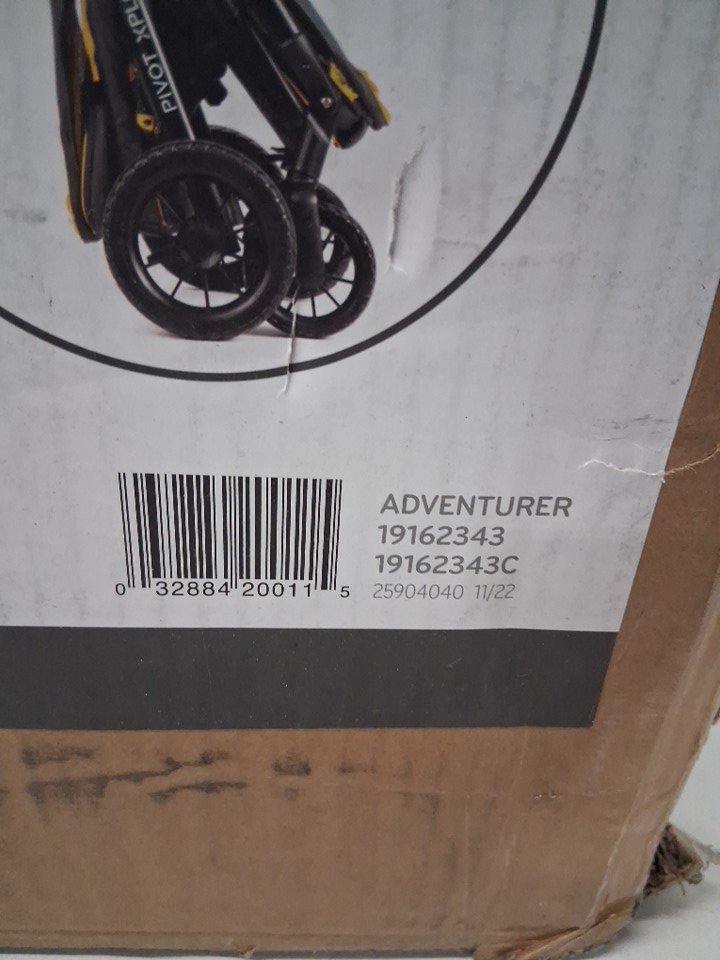 PIVOT XPL
ADVENTURER
19162343
19162343C
25904040 11/22
0 32884 20011 5